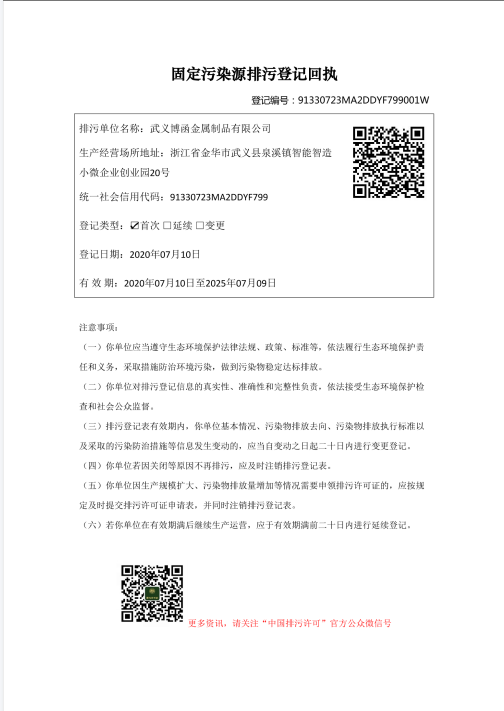 固定污染源排污登记回执
登记编号：91330723MA2DDYF799001W
排污单位名称：武义博函金属制品有限公司
生产经营场所地址：浙江省金华市武义县泉溪镇智能智造
小微企业创业园20号
统一社会信用代码：91330723MA2DDYF799
登记类型：☑首次 □延续 □变更
登记日期：2020年07月10日
有 效 期：2020年07月10日至2025年07月09日
注意事项：
（一）你单位应当遵守生态环境保护法律法规、政策、标准等，依法履行生态环境保护责
任和义务，采取措施防治环境污染，做到污染物稳定达标排放。
（二）你单位对排污登记信息的真实性、准确性和完整性负责，依法接受生态环境保护检
查和社会公众监督。
（三）排污登记表有效期内，你单位基本情况、污染物排放去向、污染物排放执行标准以
及采取的污染防治措施等信息发生变动的，应当自变动之日起二十日内进行变更登记。
（四）你单位若因关闭等原因不再排污，应及时注销排污登记表。
（五）你单位因生产规模扩大、污染物排放量增加等情况需要申领排污许可证的，应按规
定及时提交排污许可证申请表，并同时注销排污登记表。
（六）若你单位在有效期满后继续生产运营，应于有效期满前二十日内进行延续登记。
更多资讯，请关注“中国排污许可”官方公众微信号